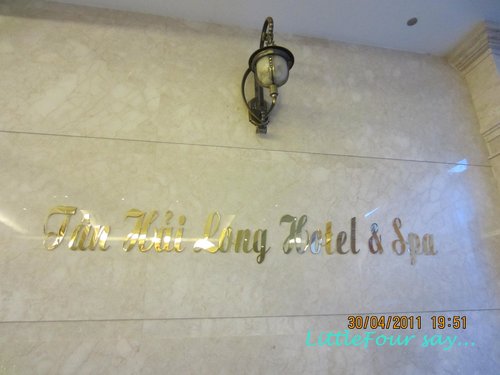 Tân Hải Long Hotel & Spa
30/04/2011 19:51
LittleFour say...